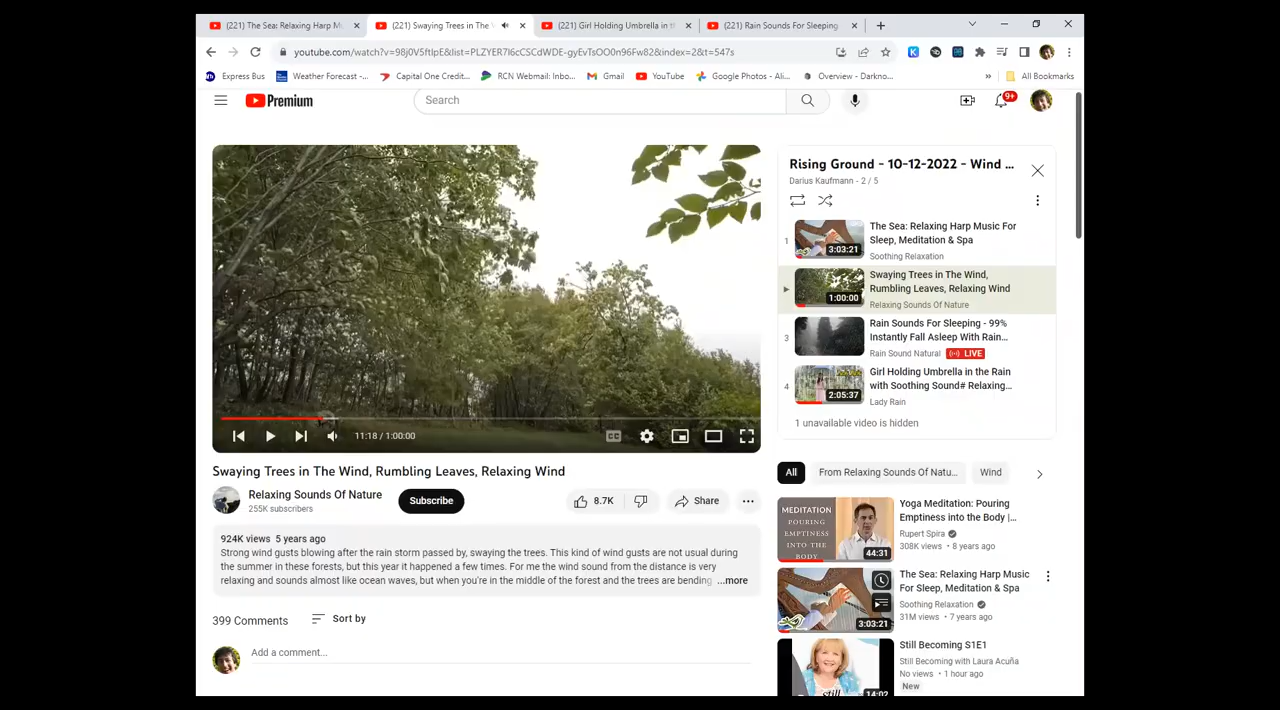 (221) The Sea: Relaxing Harp M
(221) Swaying Trees in The
(221) Girl Holding Umbrella in t
(221) Rain Sounds For Sleeping
youtube.com/watch?v=98j0V5ftIpE&list=PLZYER7l6cCSCdWDE-gyEvTsOO0n96Fw82&index=2&t=547s
Express Bus
Weather Forecast -...
Capital One Credit...
RCN Webmail: Inbo...
Gmail
YouTube
Google Photos - Ali...
Overview - Darkno...
»
All Bookmarks
Premium
Search
9+
Rising Ground - 10-12-2022 - Wind ...
Darius Kaufmann - 2 / 5
1
3:03:21
The Sea: Relaxing Harp Music For
Sleep, Meditation & Spa
Soothing Relaxation
1:00:00
Swaying Trees in The Wind,
Rumbling Leaves, Relaxing Wind
Relaxing Sounds Of Nature
3
Rain Sounds For Sleeping - 99%
Instantly Fall Asleep With Rain...
Rain Sound Natural LIVE
4
2:05:37
Girl Holding Umbrella in the Rain
with Soothing Sound# Relaxing...
Lady Rain
1 unavailable video is hidden
11:18 / 1:00:00
CC
Swaying Trees in The Wind, Rumbling Leaves, Relaxing Wind
Relaxing Sounds Of Nature
255K subscribers
Subscribe
8.7K
Share
924K views 5 years ago
Strong wind gusts blowing after the rain storm passed by, swaying the trees. This kind of wind gusts are not usual during
the summer in these forests, but this year it happened a few times. For me the wind sound from the distance is very
relaxing and sounds almost like ocean waves, but when you're in the middle of the forest and the trees are bending ...more
399 Comments
Sort by
Add a comment...
All
From Relaxing Sounds Of Natu...
Wind
MEDITATION
POURING
EMPTINESS
INTO THE
BODY
44:31
Yoga Meditation: Pouring
Emptiness into the Body |...
Rupert Spira
308K views • 8 years ago
3:03:21
The Sea: Relaxing Harp Music
For Sleep, Meditation & Spa
Soothing Relaxation
31M views • 7 years ago
still
14:02
Still Becoming S1E1
Still Becoming with Laura Acuña
No views • 1 hour ago
New